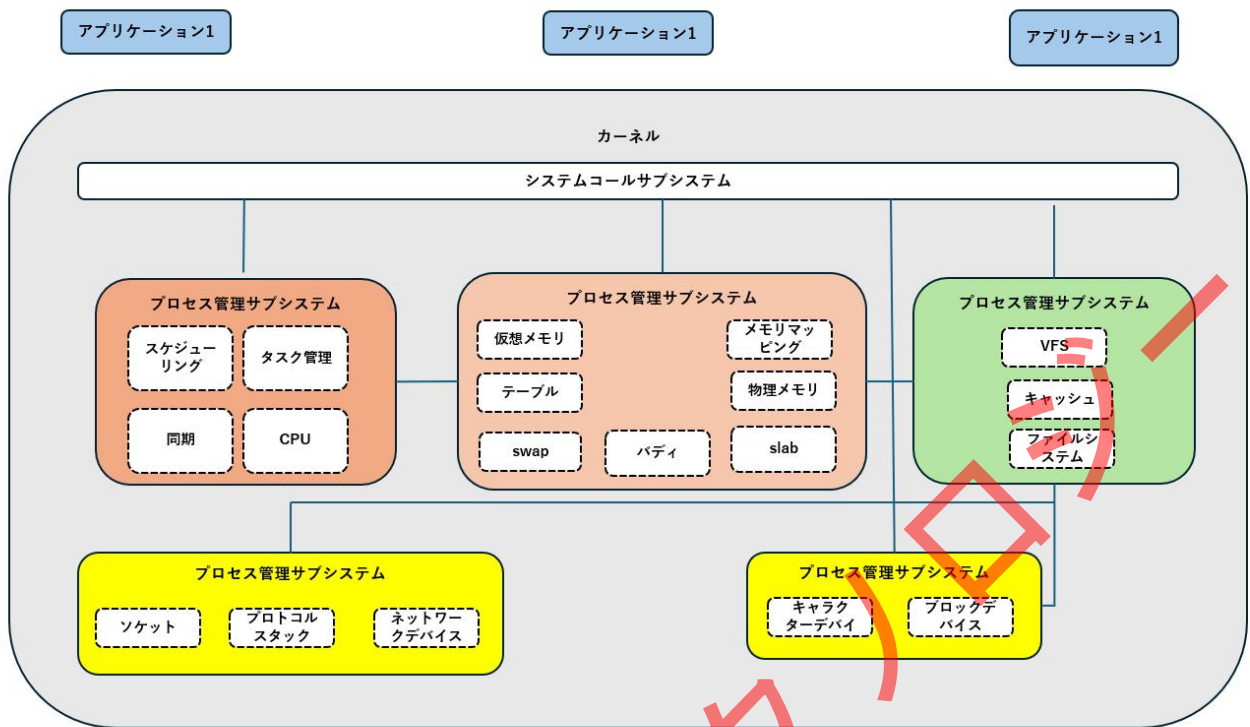 アプリケーション1
アプリケーション1
アプリケーション1
カーネル
システムコールサブシステム
プロセス管理サブシステム
スケジュー
リング
タスク管理
同期
CPU
プロセス管理サブシステム
仮想メモリ
メモリマッ
ピング
テーブル
物理メモリ
swap
バディ
slab
プロセス管理サブシステム
VFS
キャッシュ
ファイルシ
ステム
プロセス管理サブシステム
ソケット
プロトコル
スタック
ネットワー
クデバイス
プロセス管理サブシステム
キャラク
ターデバイ
ブロックデ
バイス